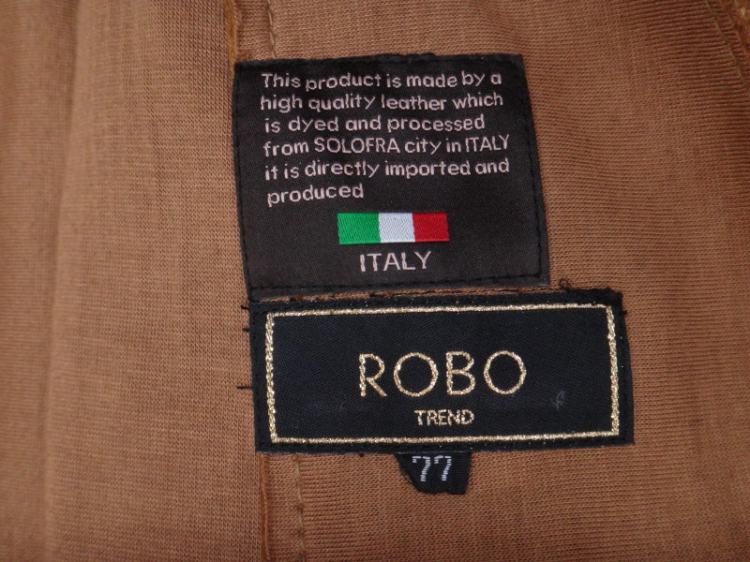 This product is made by a
high quality leather which
is dyed and processed
from SOLOFRA city in ITALY
it is directly imported and
produced
ITALY
ROBO
TREND
77